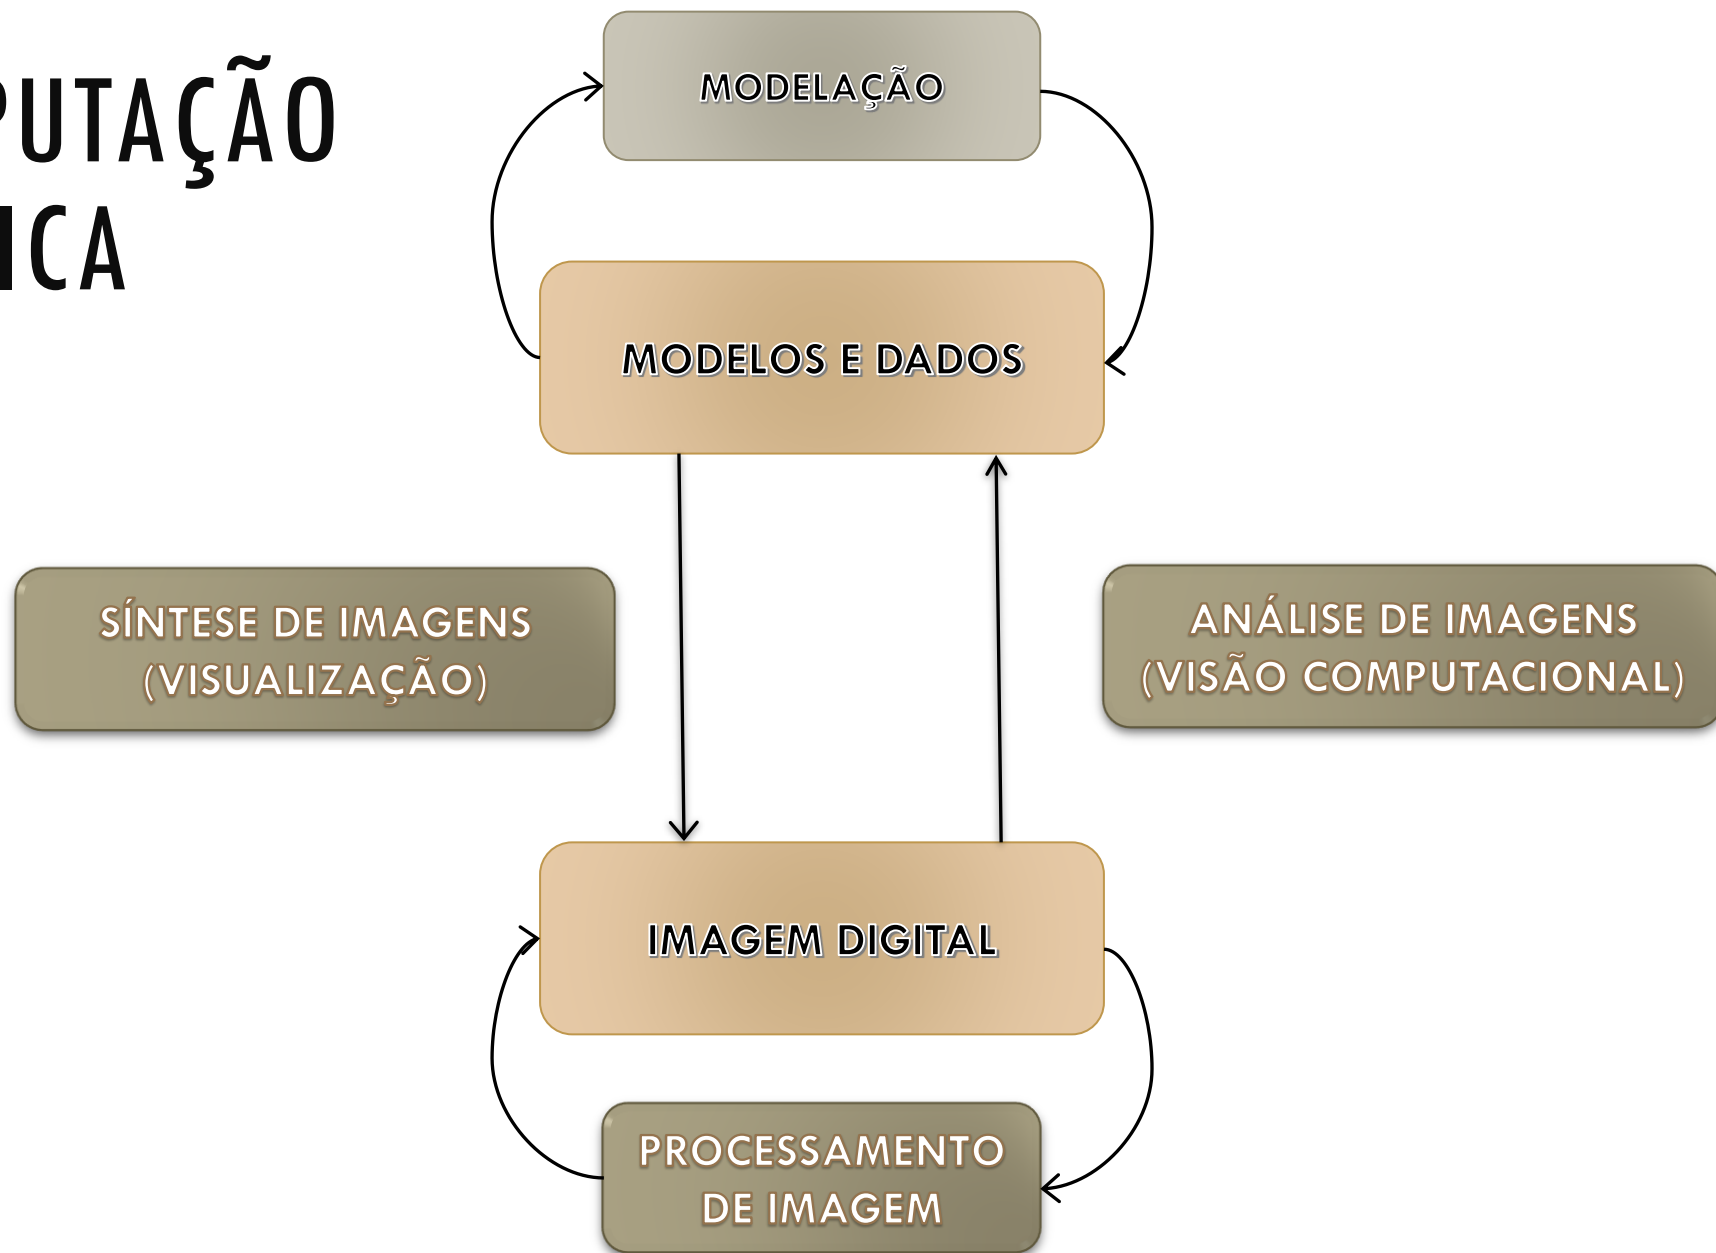 PUTAÇÃO
ICA
MODELAÇÃO
MODELOS E DADOS
SÍNTESE DE IMAGENS
(VISUALIZAÇÃO)
ANÁLISE DE IMAGENS
(VISÃO COMPUTACIONAL)
IMAGEM DIGITAL
PROCESSAMENTO
DE IMAGEM